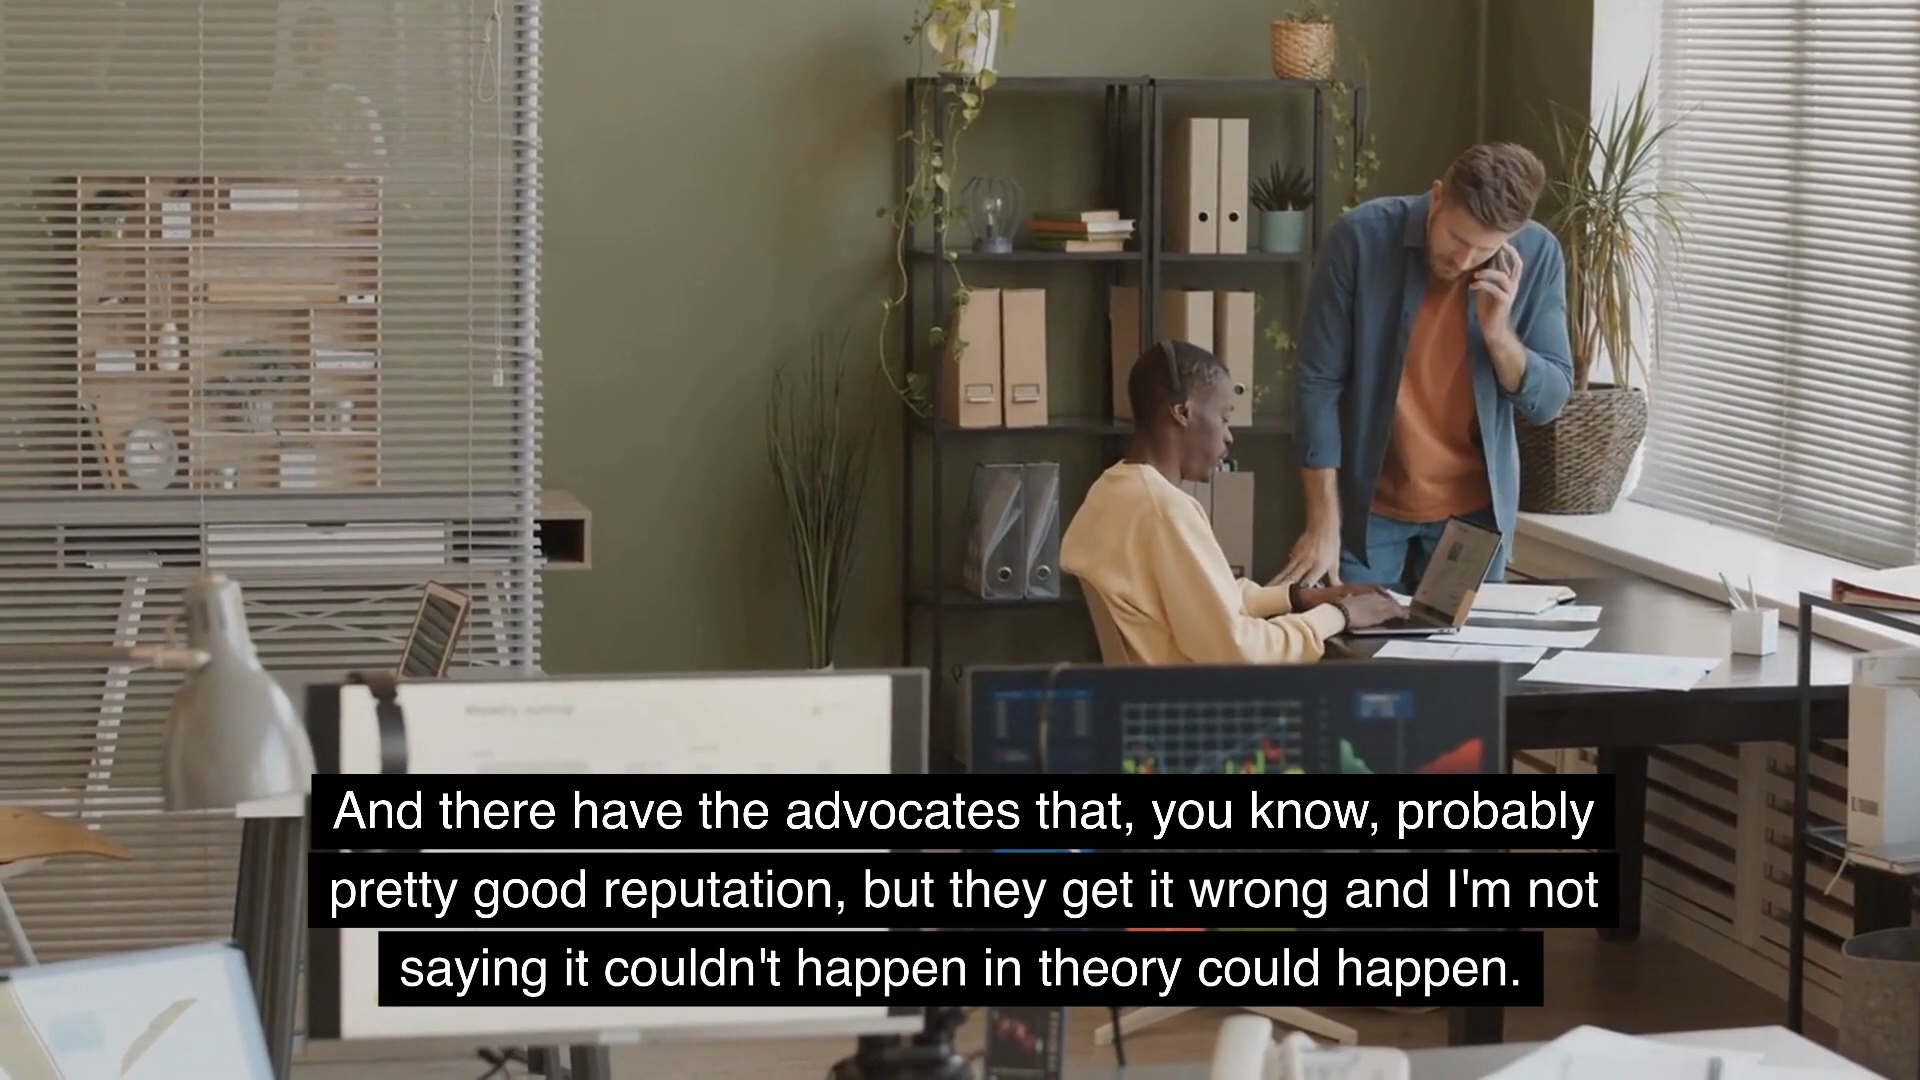 And there have the advocates that, you know, probably
pretty good reputation, but they get it wrong and I'm not
saying it couldn't happen in theory could happen.